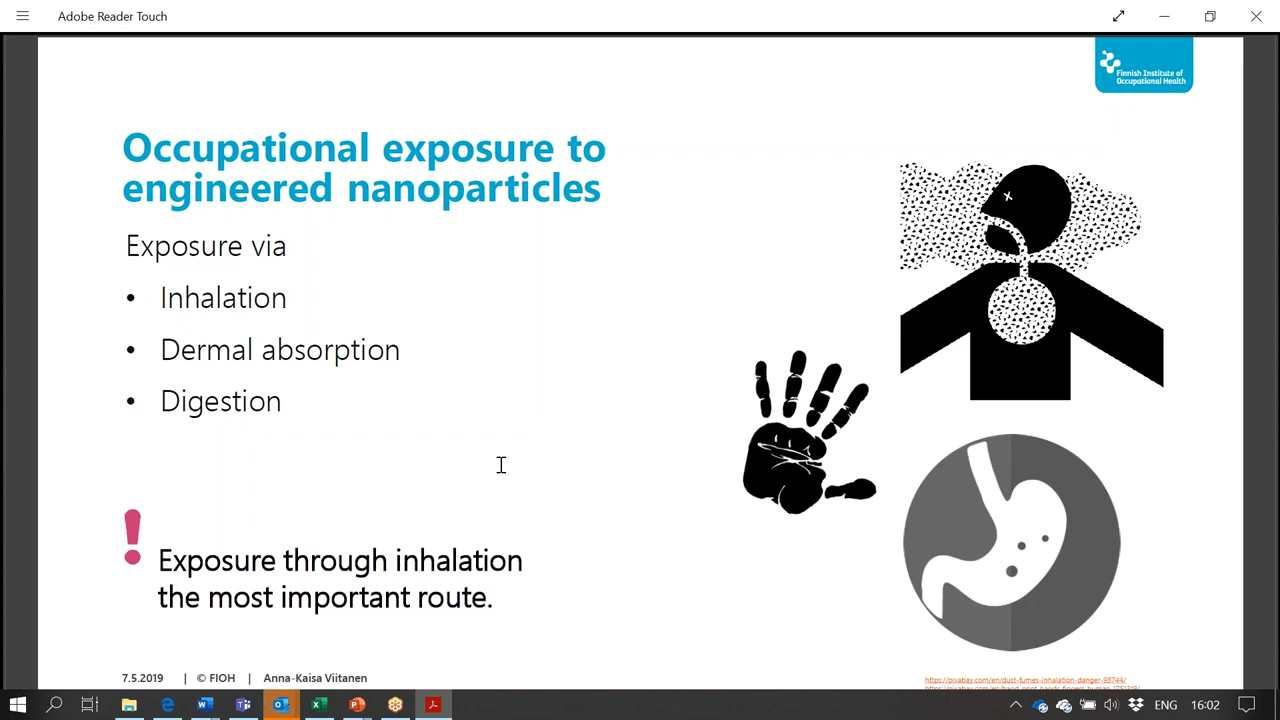 Adobe Reader Touch
Finnish Institute of
Occupational Health
Occupational exposure to
engineered nanoparticles
Exposure via
• Inhalation
• Dermal absorption
• Digestion
! Exposure through inhalation
the most important route.
7.5.2019 | © FIOH | Anna-Kaisa Viitanen
https://pixabay.com/en/dust-fumes-inhalation-danger-98744/
ENG 16:02